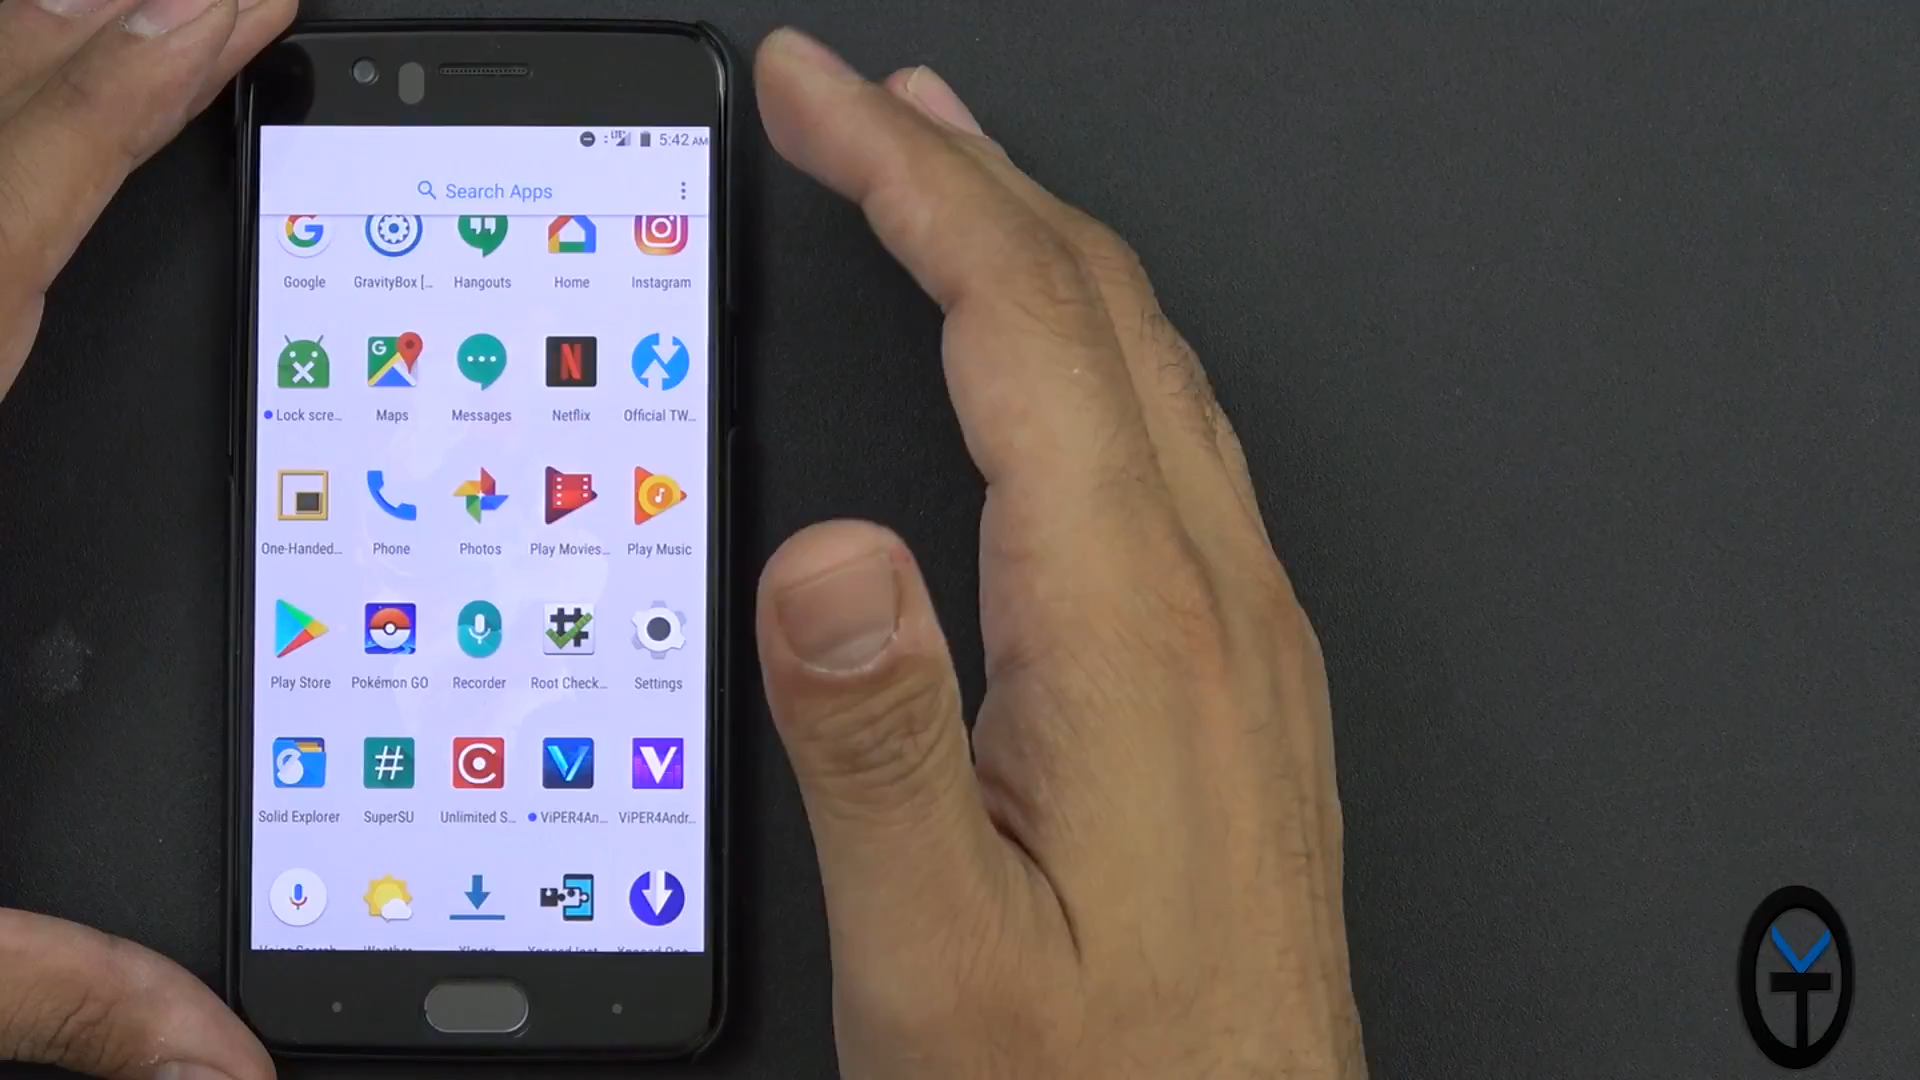 5:42 AM
Search Apps
Google GravityBox [... Hangouts Home Instagram
Lock scre... Maps Messages Netflix Official TW...
One-Handed... Phone Photos Play Movies... Play Music
Play Store Pokémon GO Recorder Root Check... Settings
Solid Explorer SuperSU Unlimited S... ViPER4An... ViPER4Andr...